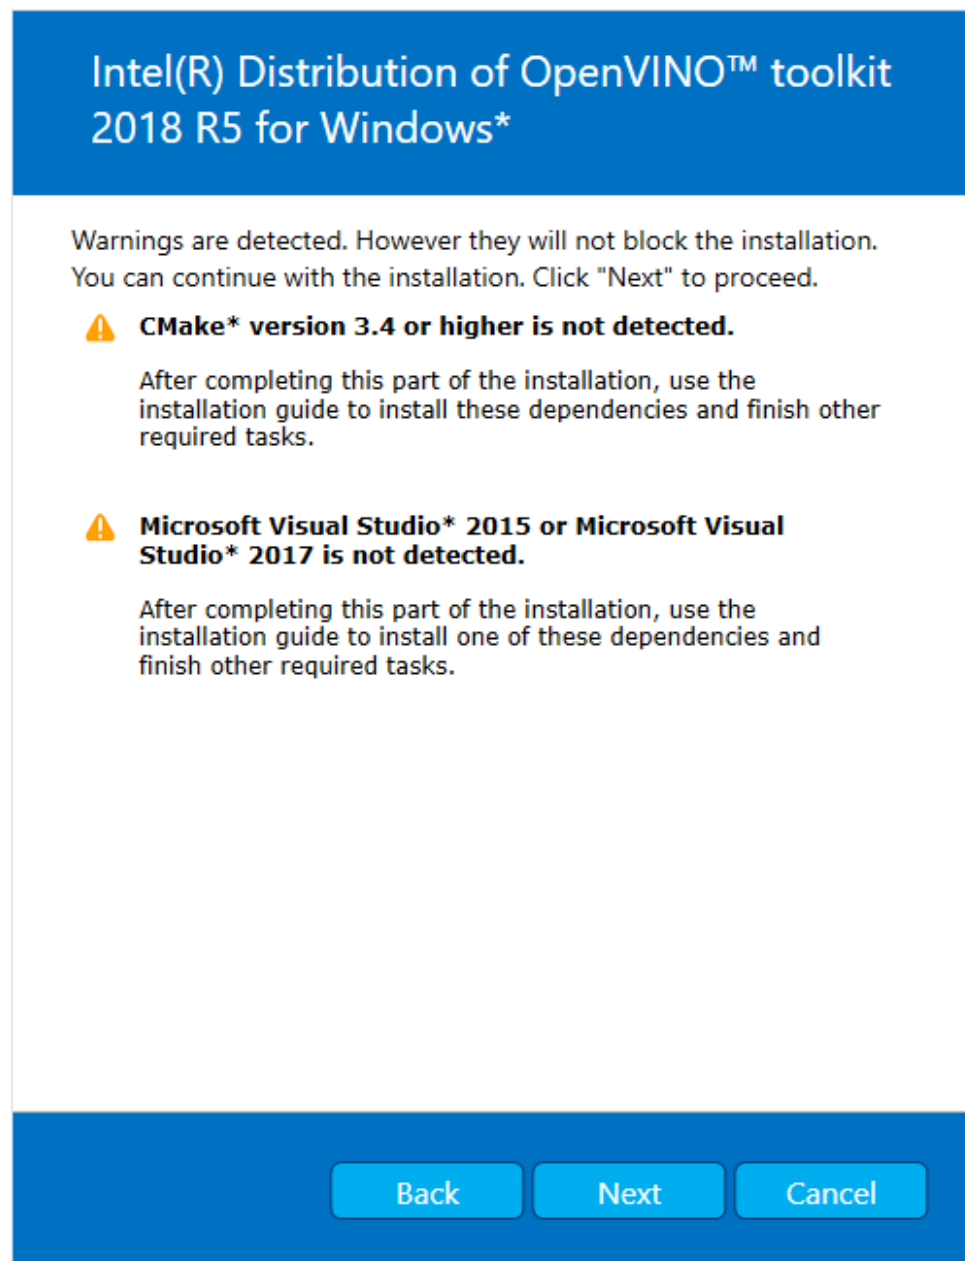 Intel(R) Distribution of OpenVINO™ toolkit
2018 R5 for Windows*
Warnings are detected. However they will not block the installation.
You can continue with the installation. Click "Next" to proceed.
CMake* version 3.4 or higher is not detected.
After completing this part of the installation, use the
installation guide to install these dependencies and finish other
required tasks.
Microsoft Visual Studio* 2015 or Microsoft Visual
Studio* 2017 is not detected.
After completing this part of the installation, use the
installation guide to install one of these dependencies and
finish other required tasks.
Back Next Cancel